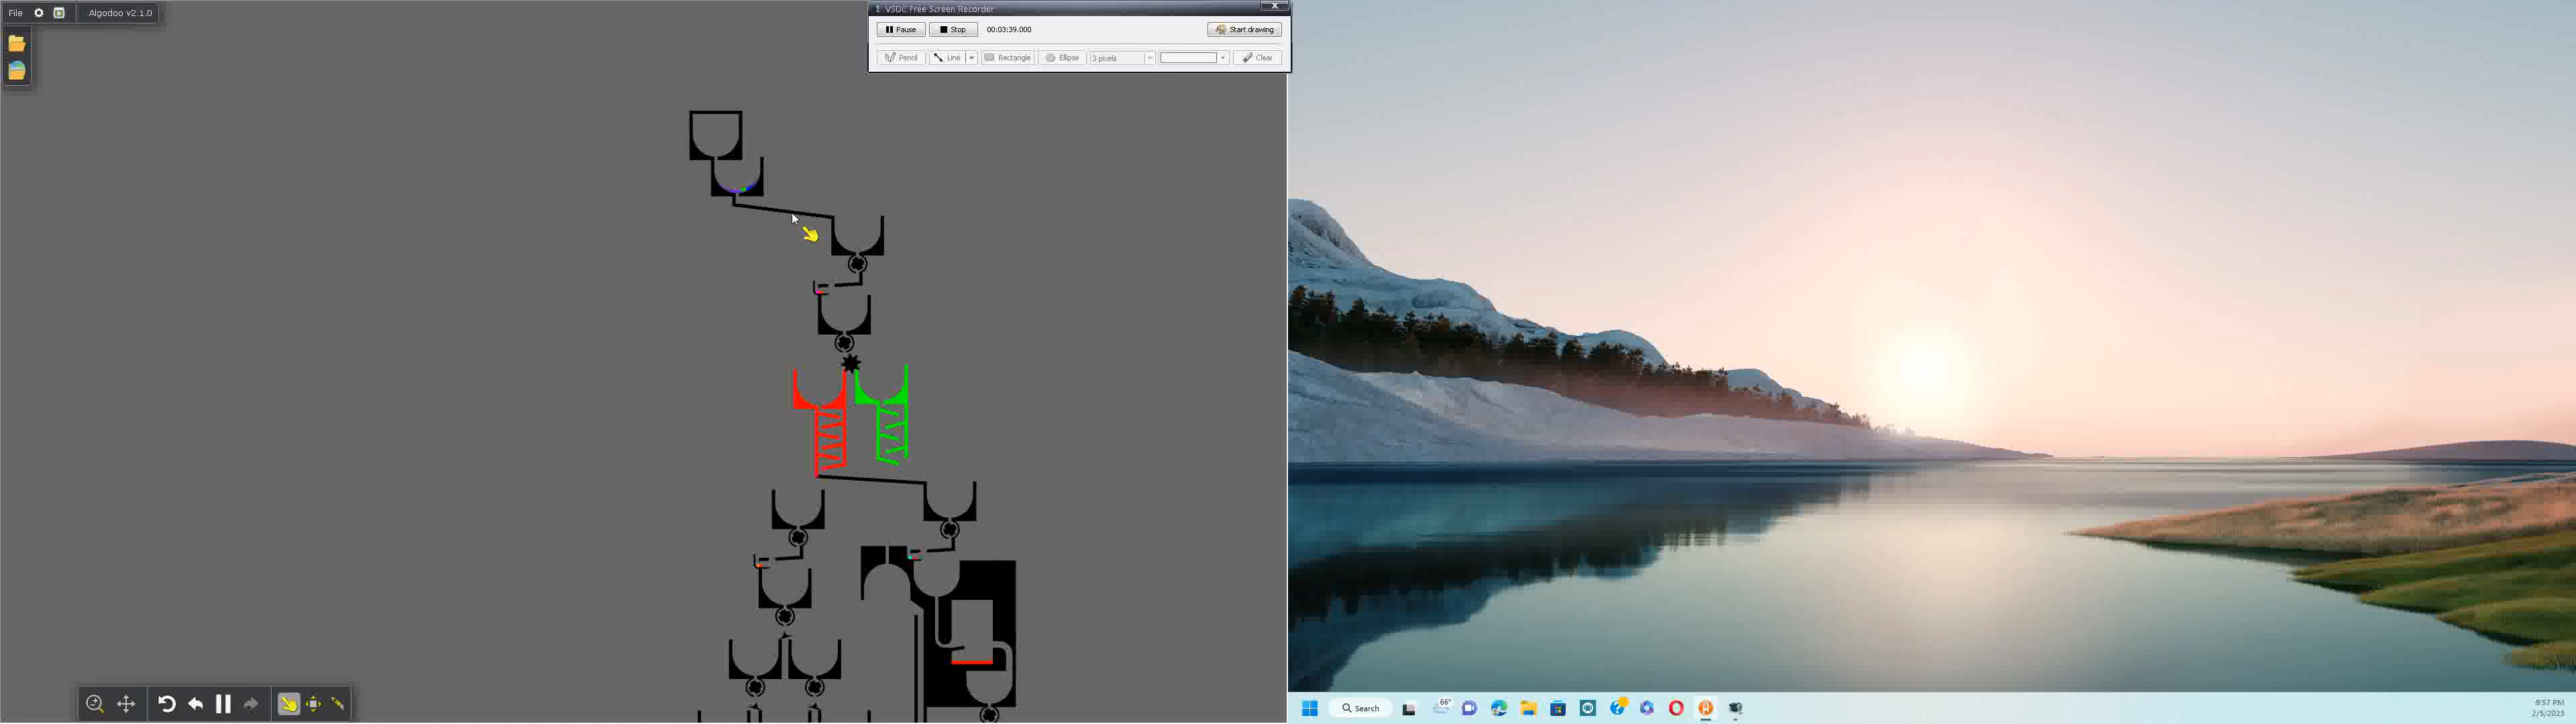 File Algodoo v2.1.0
VSDC Free Screen Recorder
Pause Stop 00:03:39.000 Start drawing
Pencil Line Rectangle Ellipse 3 pixels Clear
Search 66° 9:57 PM
2/5/2023